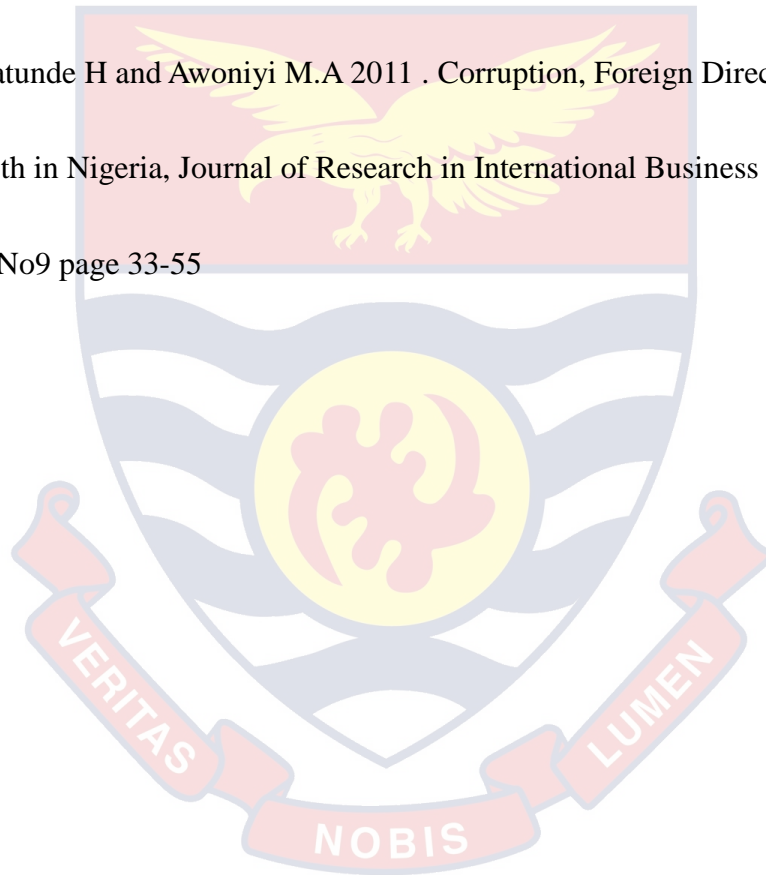 atunde H and Awoniyi M.A 2011 . Corruption, Foreign Direc
th in Nigeria, Journal of Research in International Business
No9 page 33-55
VERITAS
NOBIS
LUMEN